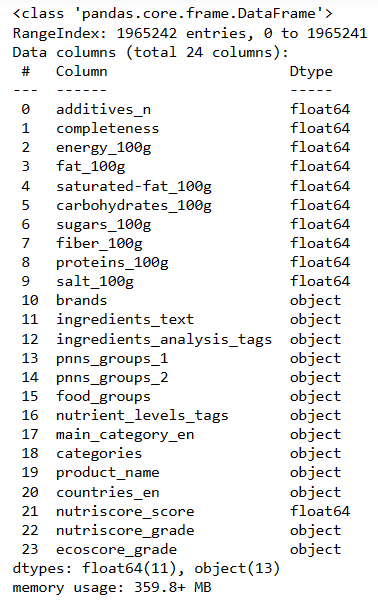 <class 'pandas.core.frame.DataFrame'>
RangeIndex: 1965242 entries, 0 to 1965241
Data columns (total 24 columns):
 #   Column                     Dtype
---  ------                     -----
 0   additives_n                float64
 1   completeness               float64
 2   energy_100g                float64
 3   fat_100g                   float64
 4   saturated-fat_100g         float64
 5   carbohydrates_100g         float64
 6   sugars_100g                float64
 7   fiber_100g                 float64
 8   proteins_100g              float64
 9   salt_100g                  float64
 10  brands                     object
 11  ingredients_text           object
 12  ingredients_analysis_tags  object
 13  pnns_groups_1              object
 14  pnns_groups_2              object
 15  food_groups                object
 16  nutrient_levels_tags       object
 17  main_category_en           object
 18  categories                 object
 19  product_name               object
 20  countries_en               object
 21  nutriscore_score           float64
 22  nutriscore_grade           object
 23  ecoscore_grade             object
dtypes: float64(11), object(13)
memory usage: 359.8+ MB